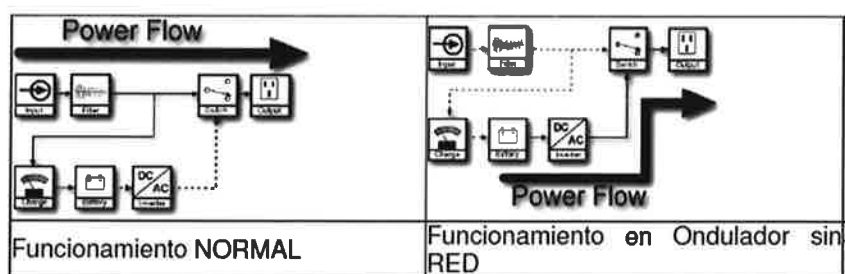 Power Flow
Input
Filter
Switch
Output
Charge
Battery
DC
AC
Inverter
Funcionamiento NORMAL
Input
Filter
Switch
Output
Charge
Battery
DC
AC
Inverter
Power Flow
Funcionamiento en Ondulador sin
RED